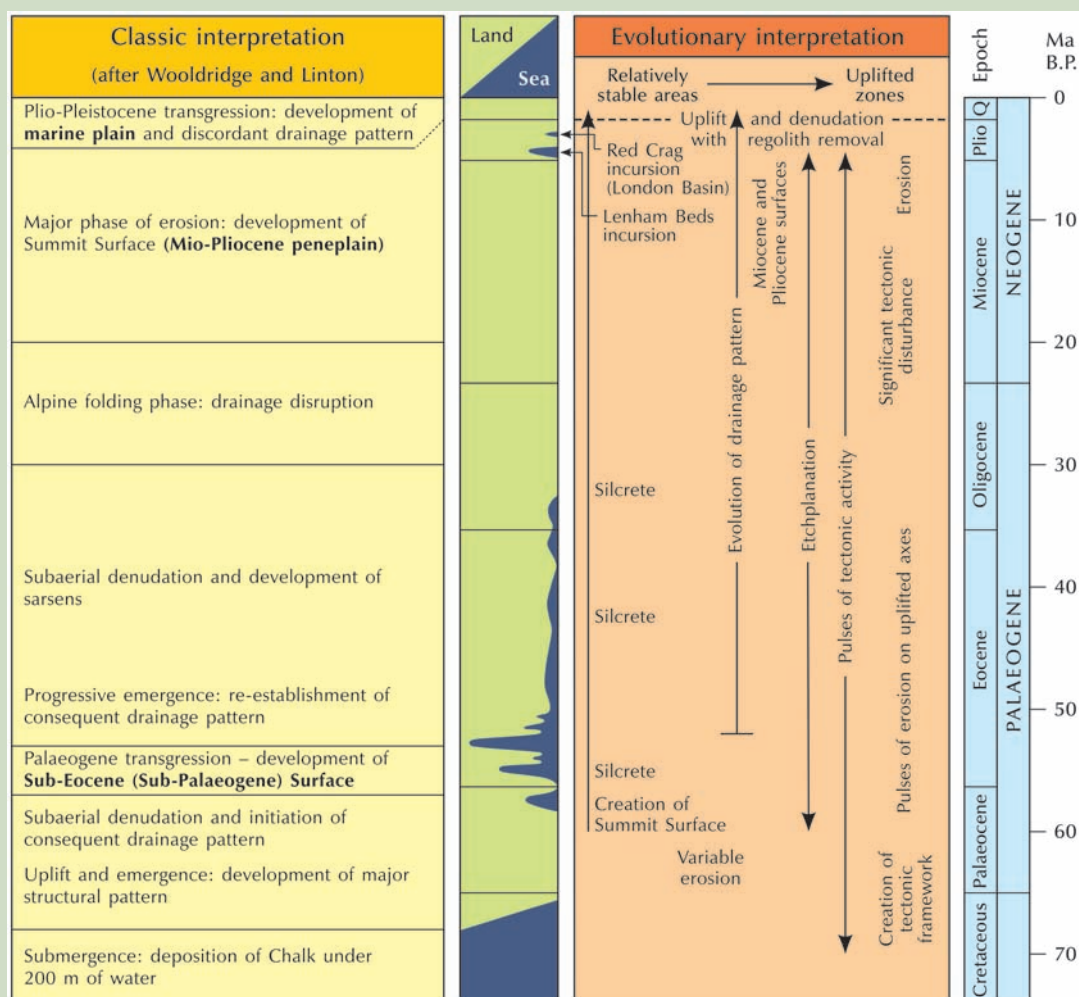 Classic interpretation
(after Wooldridge and Linton)
Plio-Pleistocene transgression: development of
marine plain and discordant drainage pattern
Major phase of erosion: development of
Summit Surface (Mio-Pliocene peneplain)
Alpine folding phase: drainage disruption
Subaerial denudation and development of
sarsens
Progressive emergence: re-establishment of
consequent drainage pattern
Palaeogene transgression – development of
Sub-Eocene (Sub-Palaeogene) Surface
Subaerial denudation and initiation of
consequent drainage pattern
Uplift and emergence: development of major
structural pattern
Submergence: deposition of Chalk under
200 m of water
Land
Sea
Evolutionary interpretation
Relatively
stable areas
Uplifted
zones
Uplift and denudation
with regolith removal
Red Crag
incursion
(London Basin)
Lenham Beds
incursion
Silcrete
Silcrete
Silcrete
Creation of
Summit Surface
Variable
erosion
Evolution of drainage pattern
Miocene and
Pliocene surfaces
Etchplanation
Pulses of tectonic activity
Erosion
Significant tectonic
disturbance
Pulses of erosion on uplifted axes
Creation of
tectonic
framework
Epoch
Q
Plio
Miocene
Oligocene
Eocene
Palaeocene
Cretaceous
NEOGENE
PALAEOGENE
Ma
B.P.
0
10
20
30
40
50
60
70